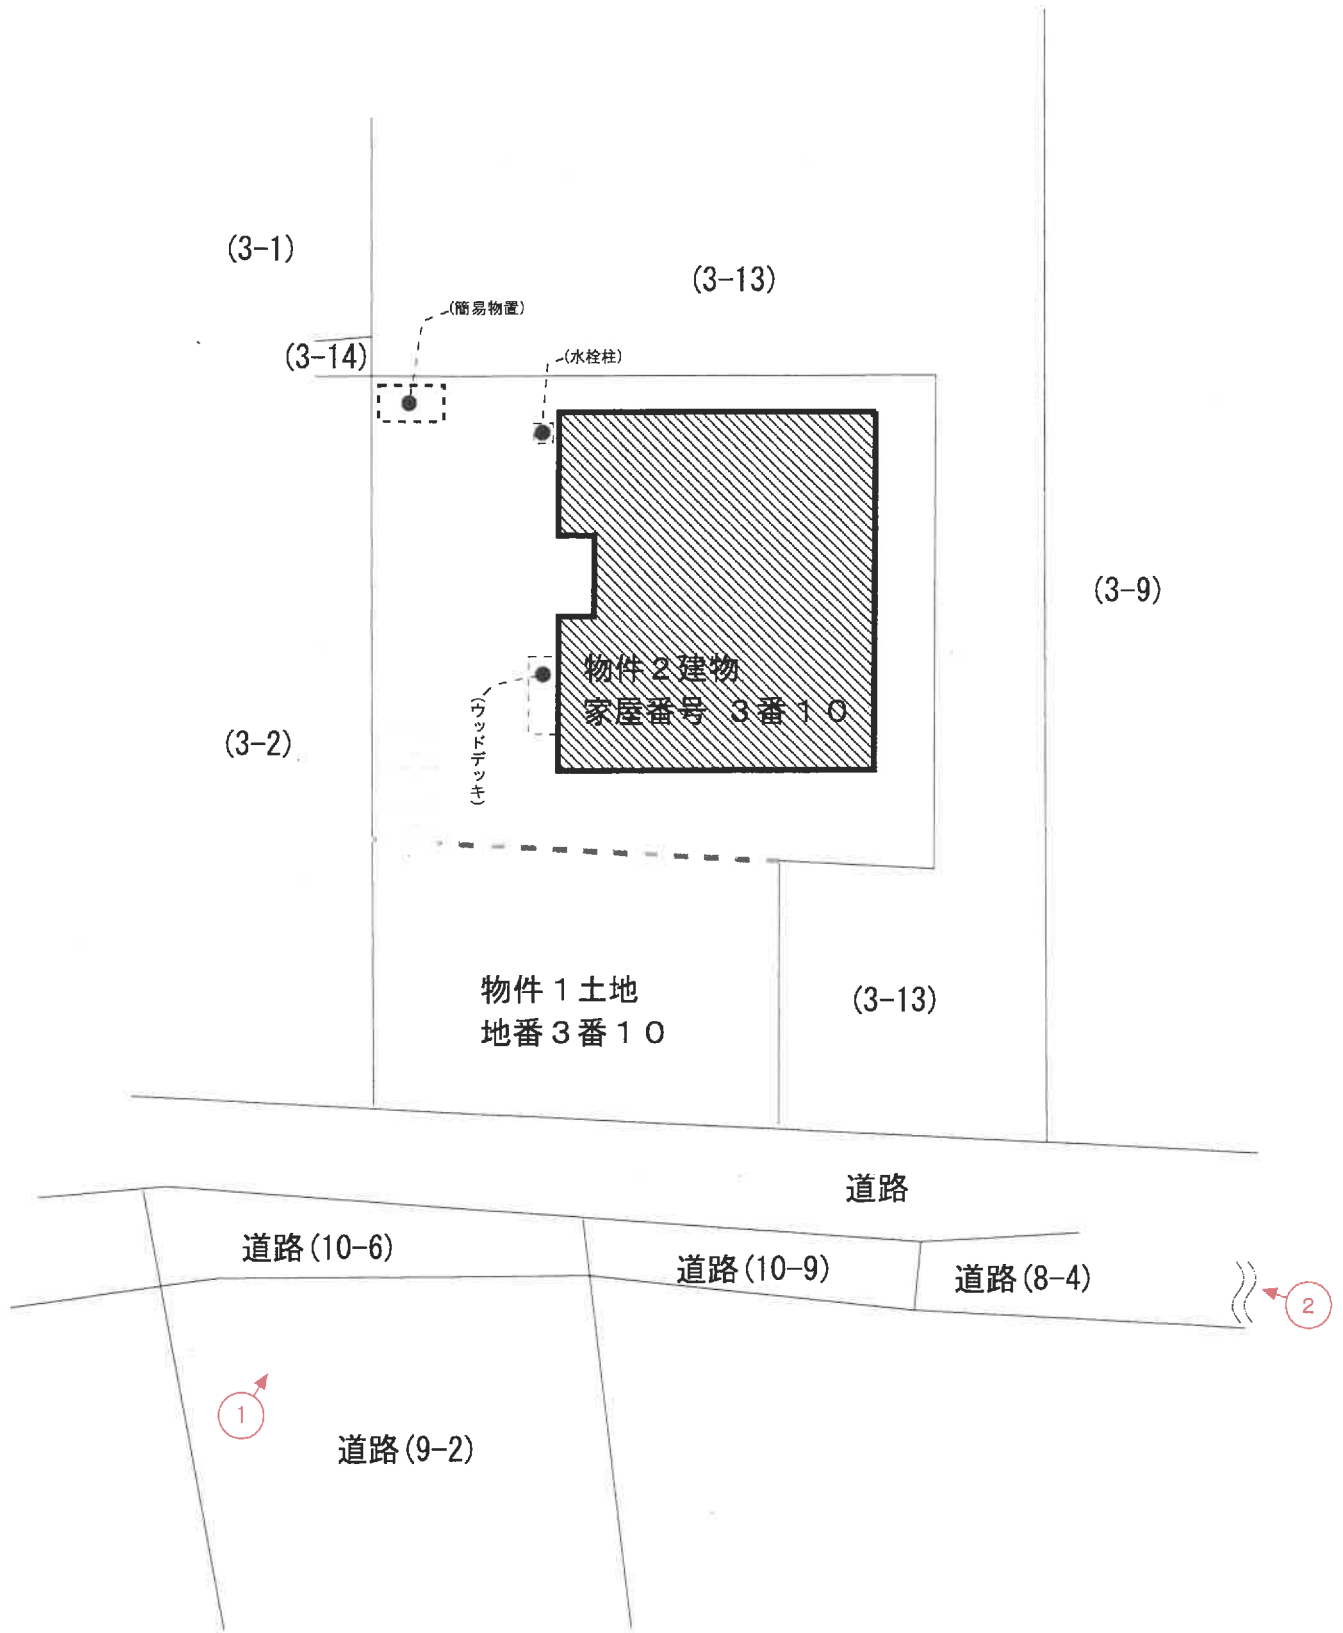 (3-1)
(3-13)
(簡易物置)
(3-14)
(水栓柱)
(3-9)
物件2建物
家屋番号 3番10
(ウッドデッキ)
(3-2)
物件1土地
地番3番10
(3-13)
道路
道路(10-6)
道路(10-9)
道路(8-4)
2
1
道路(9-2)